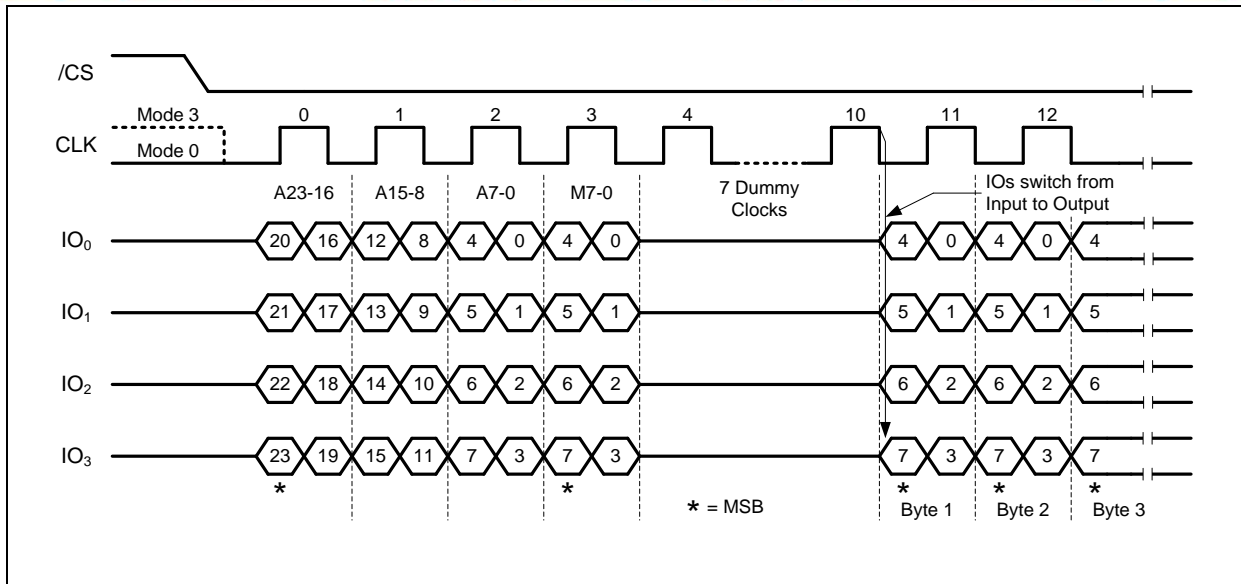 /CS
Mode 3 0 1 2 3 4 10 11 12
CLK
Mode 0
A23-16 A15-8 A7-0 M7-0 7 Dummy Clocks IOs switch from
Input to Output
IO0 20 16 12 8 4 0 4 0 4 0 4 0 4
IO1 21 17 13 9 5 1 5 1 5 1 5 1 5
IO2 22 18 14 10 6 2 6 2 6 2 6 2 6
IO3 23 19 15 11 7 3 7 3 7 3 7 3 7
* * * * *
* = MSB Byte 1 Byte 2 Byte 3